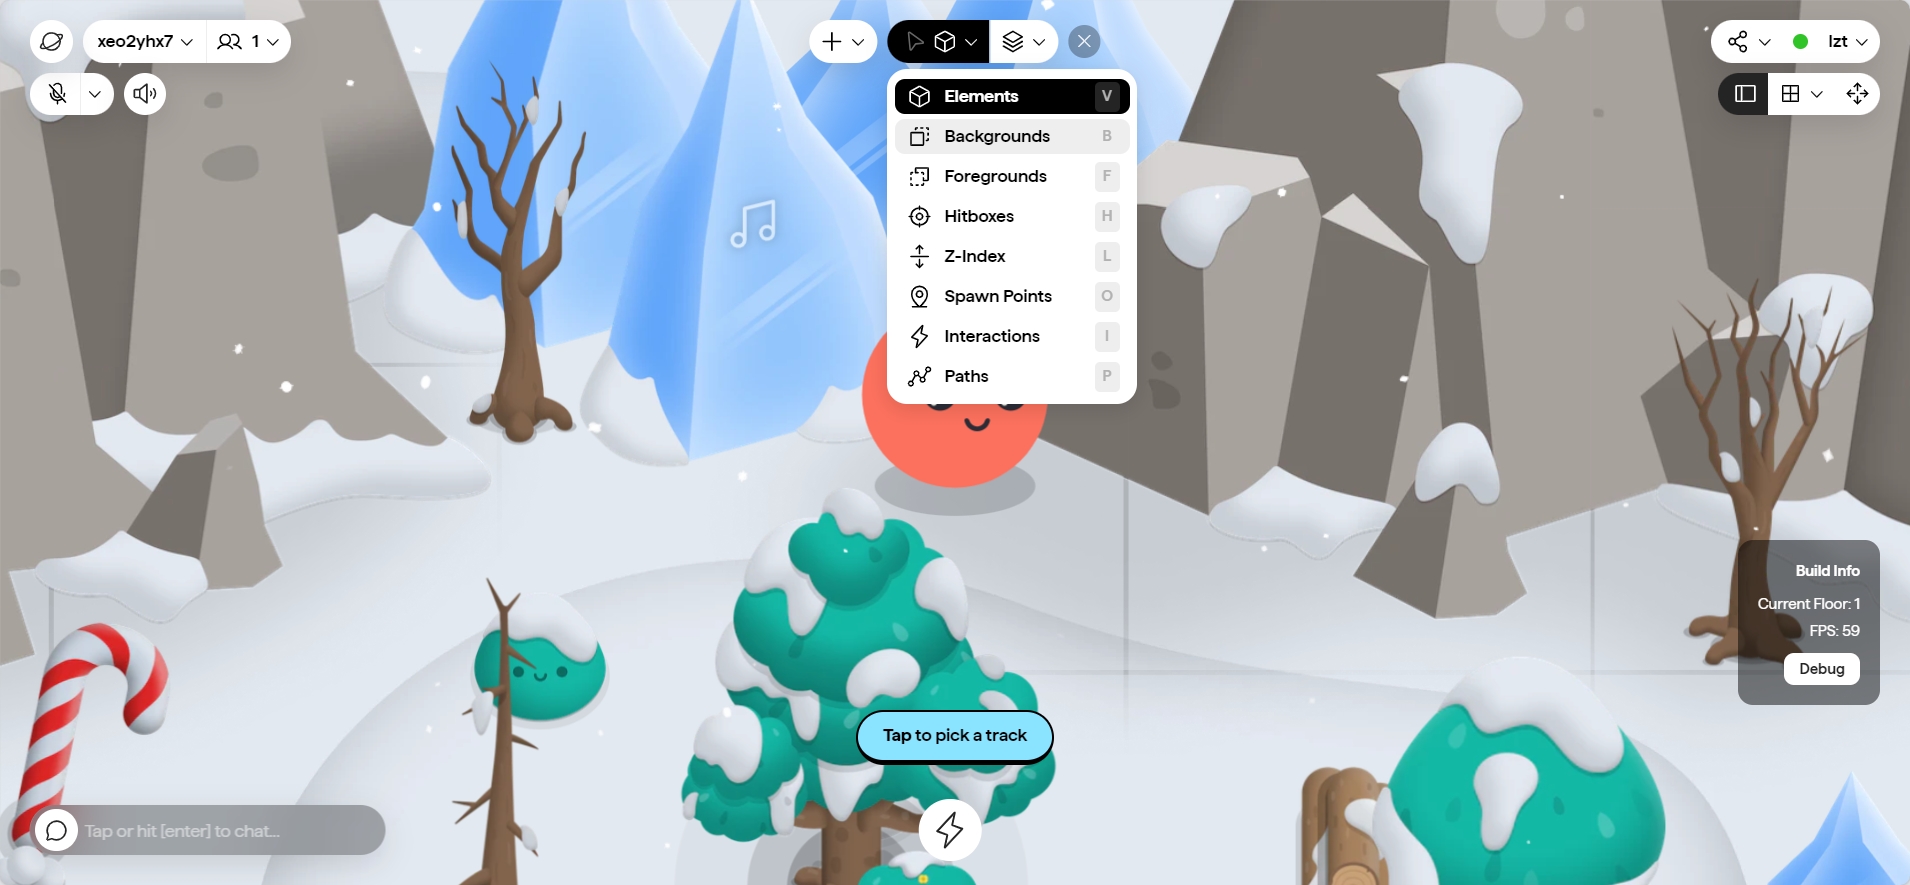 xeo2yhx7
1
lzt
Elements V
Backgrounds B
Foregrounds F
Hitboxes H
Z-Index L
Spawn Points O
Interactions I
Paths P
Build Info
Current Floor: 1
FPS: 59
Debug
Tap to pick a track
Tap or hit [enter] to chat...